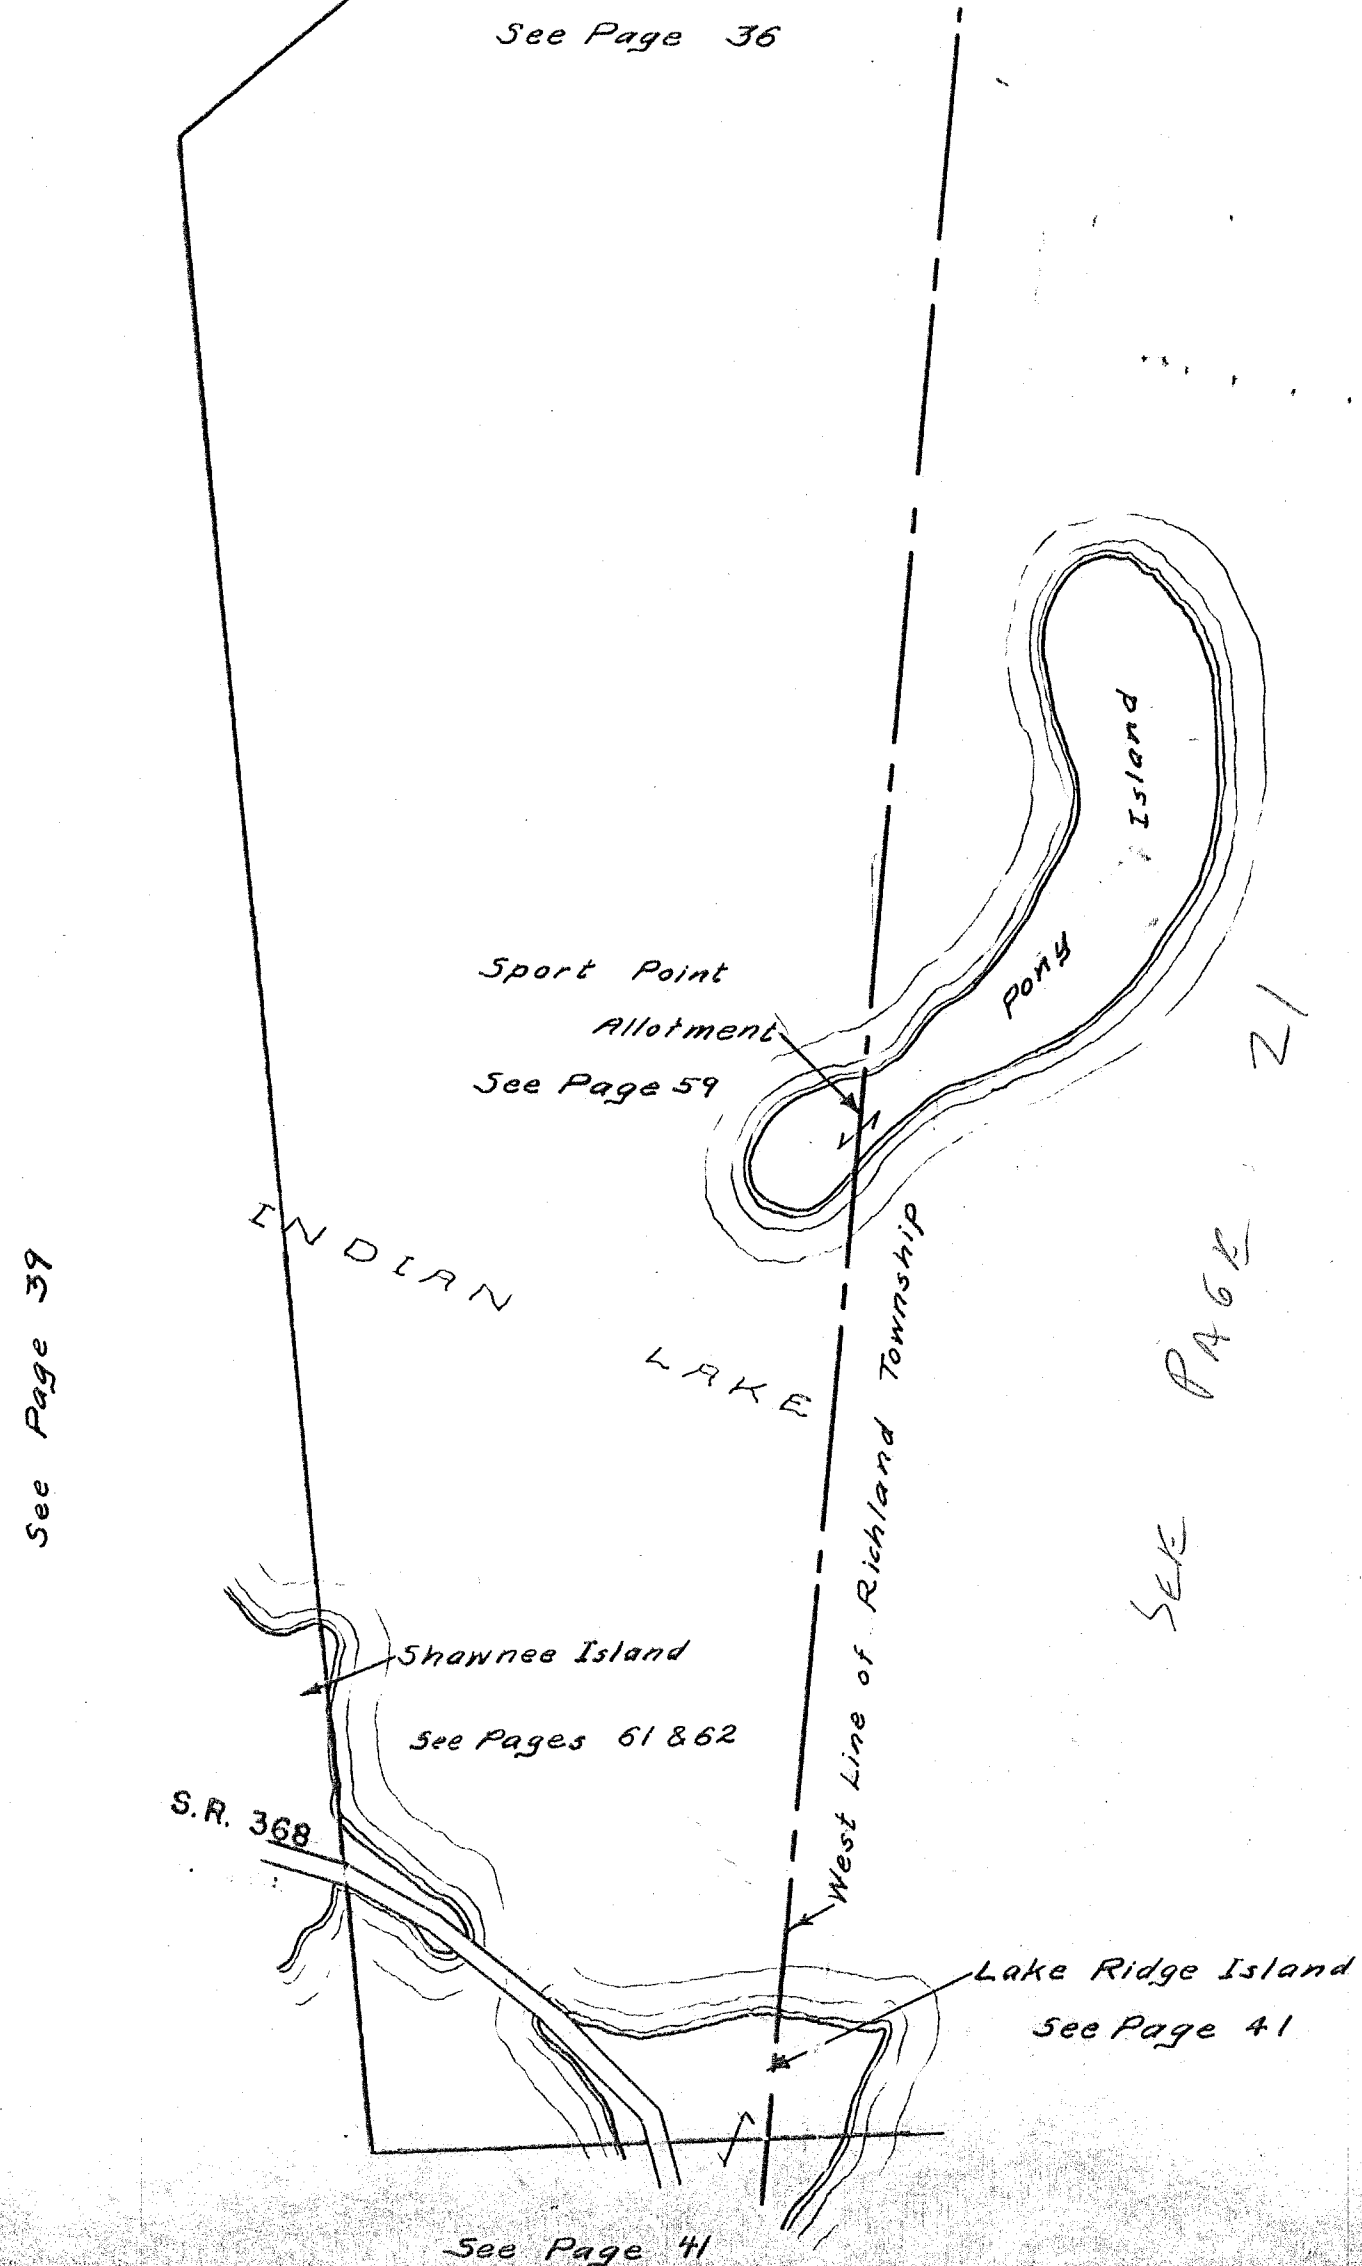 See Page 36
Island
Pony
Sport Point
Allotment
See Page 59
SEE PAGE 21
INDIAN
LAKE
See Page 39
West Line of Richland Township
Shawnee Island
See Pages 61 & 62
S.R. 368
Lake Ridge Island
See Page 41
See Page 41